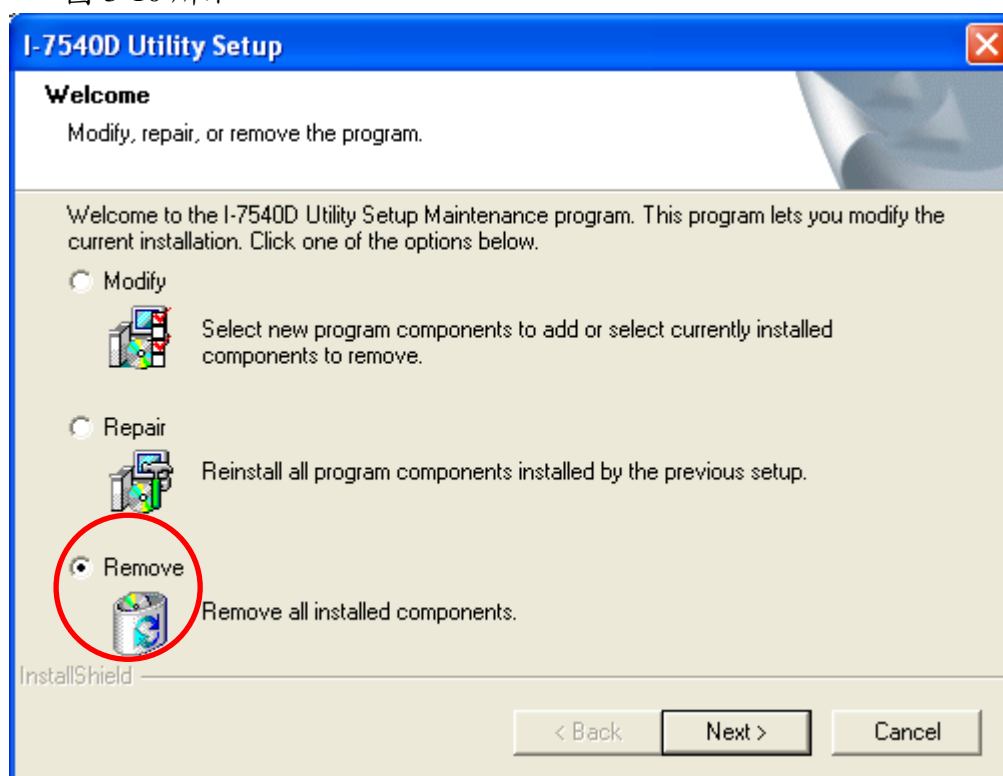 I-7540D Utility Setup
Welcome
Modify, repair, or remove the program.
Welcome to the I-7540D Utility Setup Maintenance program. This program lets you modify the
current installation. Click one of the options below.
Modify
Select new program components to add or select currently installed
components to remove.
Repair
Reinstall all program components installed by the previous setup.
Remove
Remove all installed components.
InstallShield
< Back
Next >
Cancel